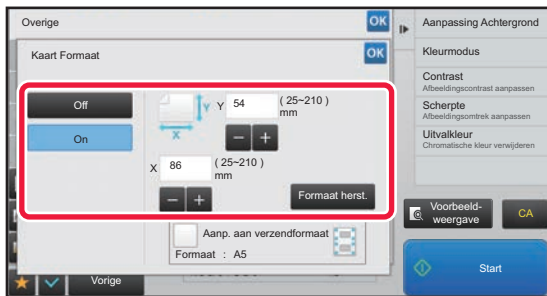 Overige
OK
Kaart Formaat
OK
Off
On
Y
X
Y 54 ( 25~210 )
mm
X 86 ( 25~210 )
mm
Formaat herst.
Aanp. aan verzendformaat
Formaat : A5
Vorige
Aanpassing Achtergrond
Kleurmodus
Contrast
Afbeeldingscontrast aanpassen
Scherpte
Afbeeldingsomtrek aanpassen
Uitvalkleur
Chromatische kleur verwijderen
Voorbeeld-
weergave
CA
Start